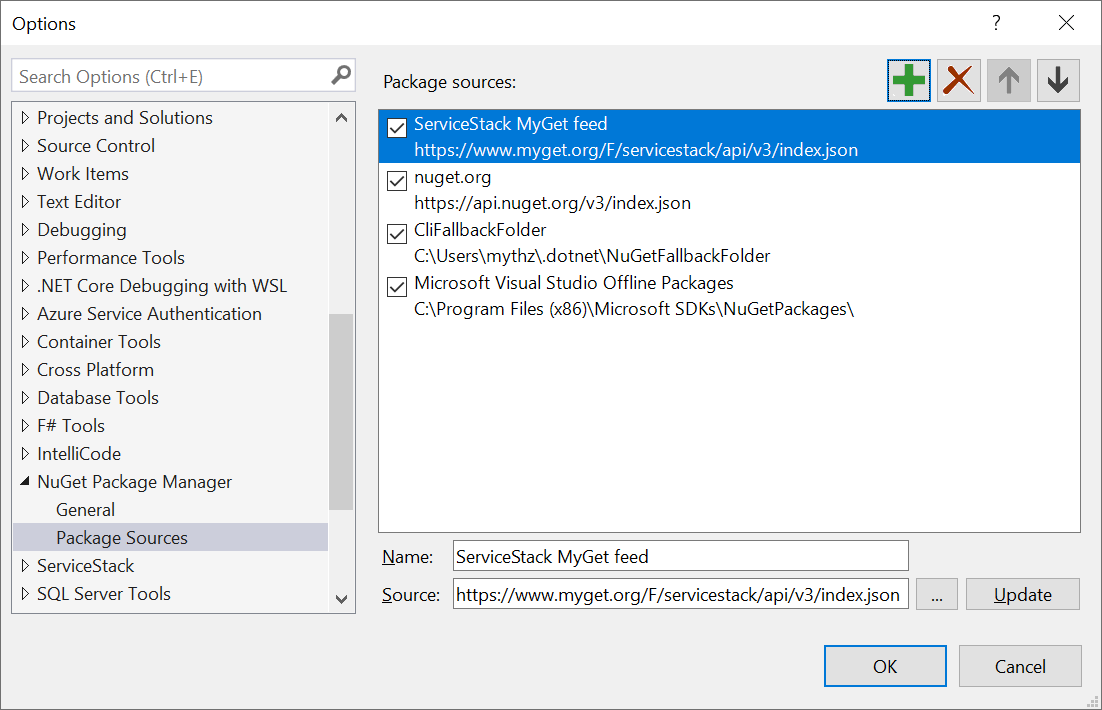 Options
?
Search Options (Ctrl+E)
Projects and Solutions
Source Control
Work Items
Text Editor
Debugging
Performance Tools
.NET Core Debugging with WSL
Azure Service Authentication
Container Tools
Cross Platform
Database Tools
F# Tools
IntelliCode
NuGet Package Manager
General
Package Sources
ServiceStack
SQL Server Tools
Package sources:
ServiceStack MyGet feed
https://www.myget.org/F/servicestack/api/v3/index.json
nuget.org
https://api.nuget.org/v3/index.json
CliFallbackFolder
C:\Users\mythz\.dotnet\NuGetFallbackFolder
Microsoft Visual Studio Offline Packages
C:\Program Files (x86)\Microsoft SDKs\NuGetPackages\
Name: ServiceStack MyGet feed
Source: https://www.myget.org/F/servicestack/api/v3/index.json ... Update
OK Cancel